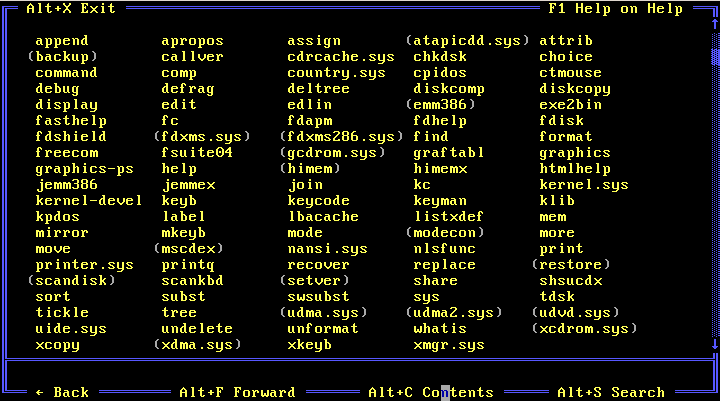 Alt+X Exit F1 Help on Help
append apropos assign (atapicdd.sys) attrib
(backup) callver cdrcache.sys chkdsk choice
command comp country.sys cpidos ctmouse
debug defrag deltree diskcomp diskcopy
display edit edlin (emm386) exe2bin
fasthelp fc fdapm fdhelp fdisk
fdshield (fdxms.sys) (fdxms286.sys) find format
freecom fsuite04 (gcdrom.sys) graftabl graphics
graphics-ps help (himem) himemx htmlhelp
jemm386 jemmex join kc kernel.sys
kernel-devel keyb keycode keyman klib
kpdos label lbacache listxdef mem
mirror mkeyb mode (modecon) more
move (mscdex) nansi.sys nlsfunc print
printer.sys printq recover replace (restore)
(scandisk) scankbd (setver) share shsucdx
sort subst swsubst sys tdsk
tickle tree (udma.sys) (udma2.sys) (udvd.sys)
uide.sys undelete unformat whatis (xcdrom.sys)
xcopy (xdma.sys) xkeyb xmgr.sys
← Back Alt+F Forward Alt+C Contents Alt+S Search